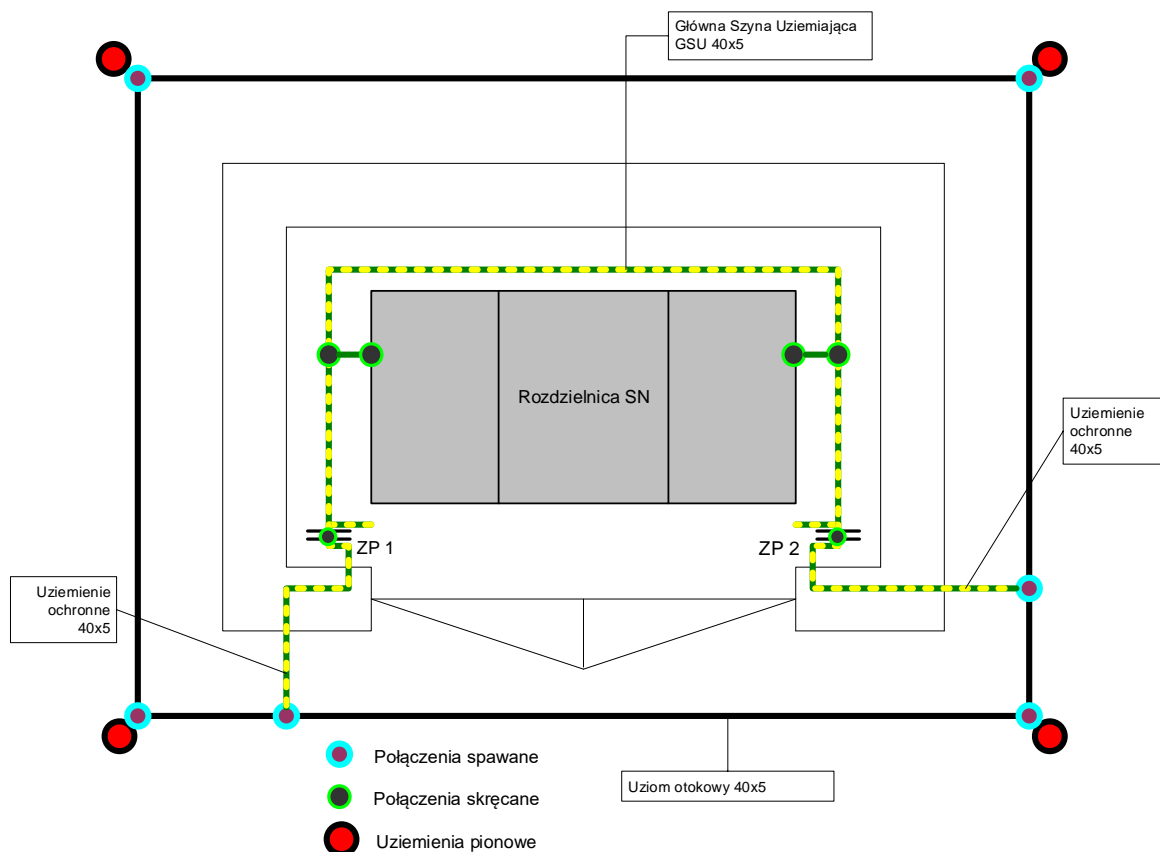 Główna Szyna Uziemiająca
GSU 40x5
Rozdzielnica SN
Uziemienie
ochronne
40x5
ZP 1
ZP 2
Uziemienie
ochronne
40x5
Połączenia spawane
Uziom otokowy 40x5
Połączenia skręcane
Uziemienia pionowe